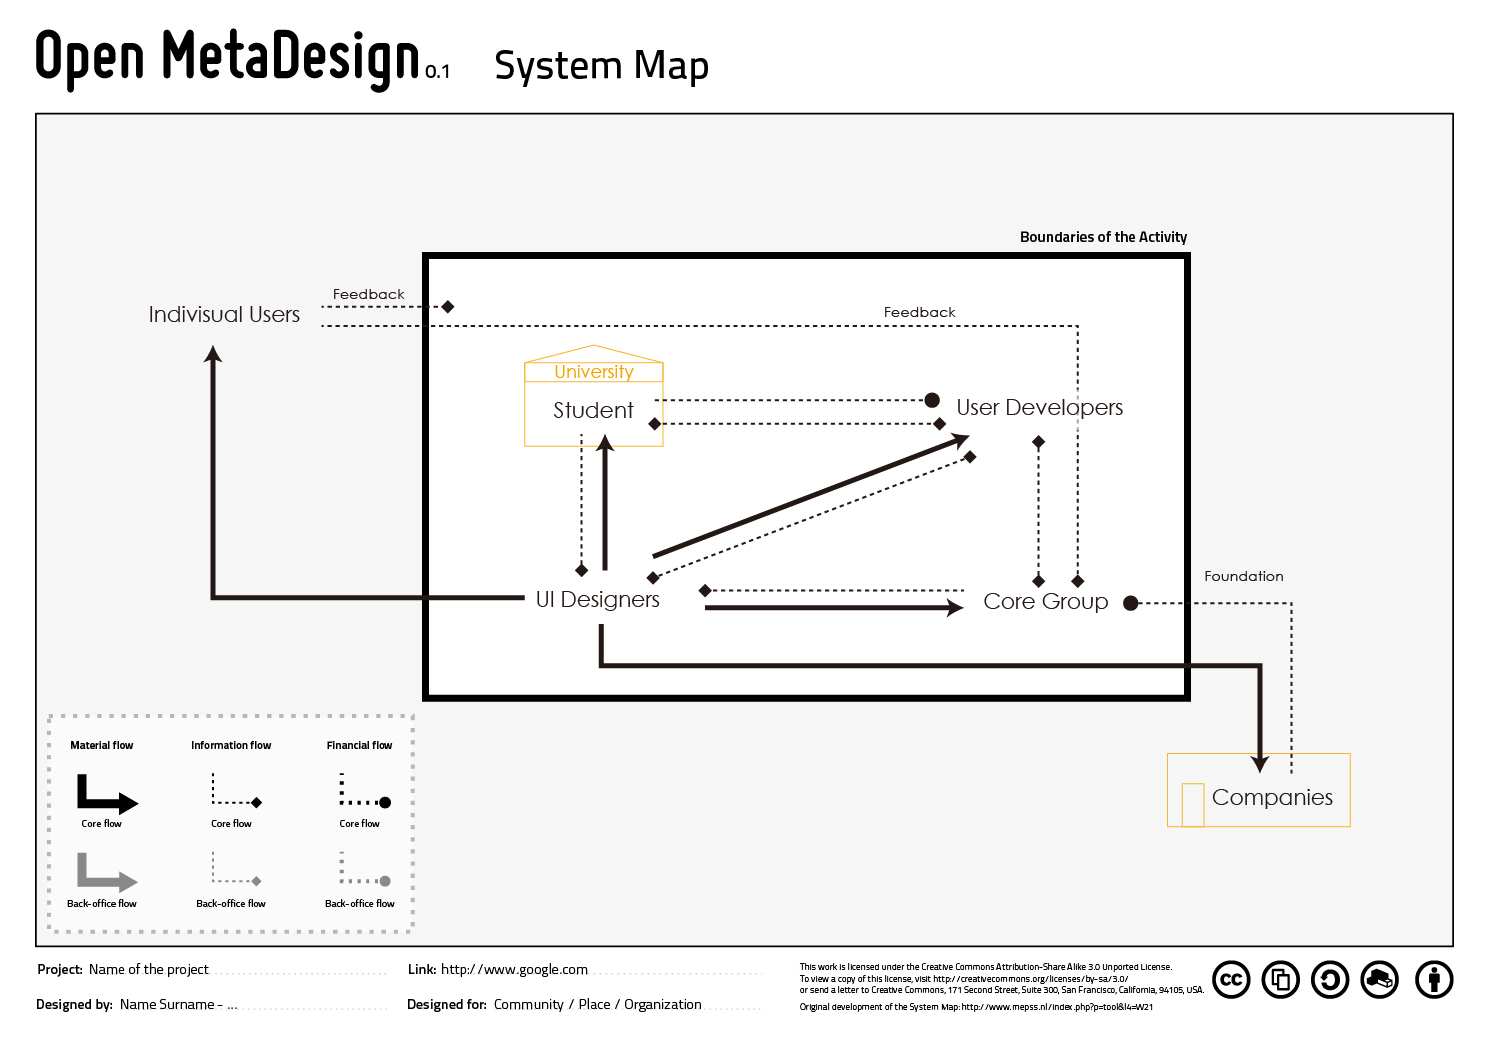 Open MetaDesign 0.1 System Map
Boundaries of the Activity
Feedback
Indivisual Users
Feedback
University
Student
User Developers
UI Designers
Core Group
Foundation
Companies
Material flow Information flow Financial flow
Core flow Core flow Core flow
Back-office flow Back-office flow Back-office flow
Project: Name of the project
Link: http://www.google.com
Designed by: Name Surname - ...
Designed for: Community / Place / Organization
This work is licensed under the Creative Commons Attribution-Share Alike 3.0 Unported License.
To view a copy of this license, visit http://creativecommons.org/licenses/by-sa/3.0/
or send a letter to Creative Commons, 171 Second Street, Suite 300, San Francisco, California, 94105, USA.
Original development of the System Map: http://www.mepss.nl/index.php?p=tool&l4=W21
cc